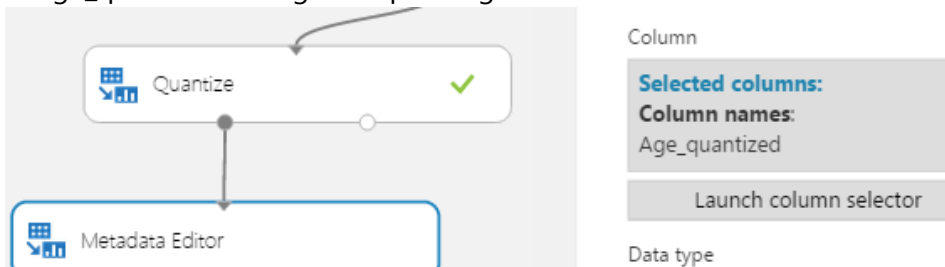 Quantize
Metadata Editor
Column
Selected columns:
Column names:
Age_quantized
Launch column selector
Data type